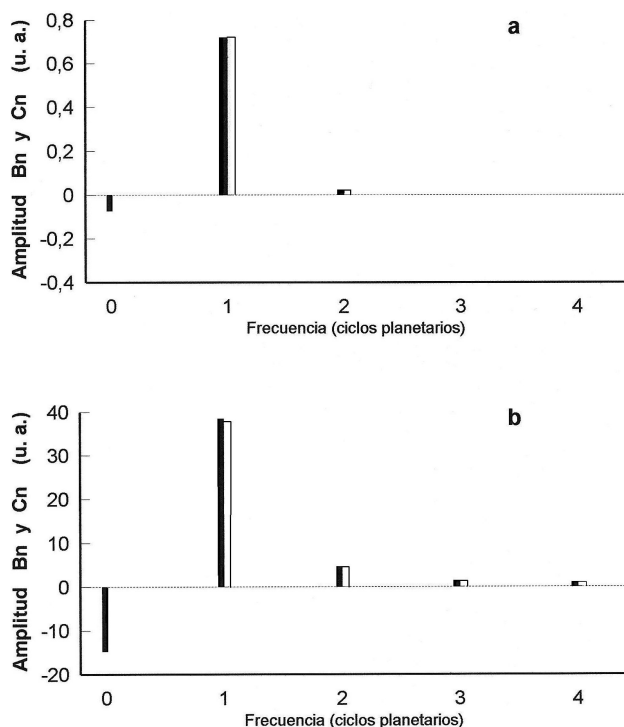 a
Amplitud Bn y Cn (u. a.)
0,8
0,6
0,4
0,2
0
-0,2
-0,4
0 1 2 3 4
Frecuencia (ciclos planetarios)
b
Amplitud Bn y Cn (u. a.)
40
30
20
10
0
-10
-20
0 1 2 3 4
Frecuencia (ciclos planetarios)